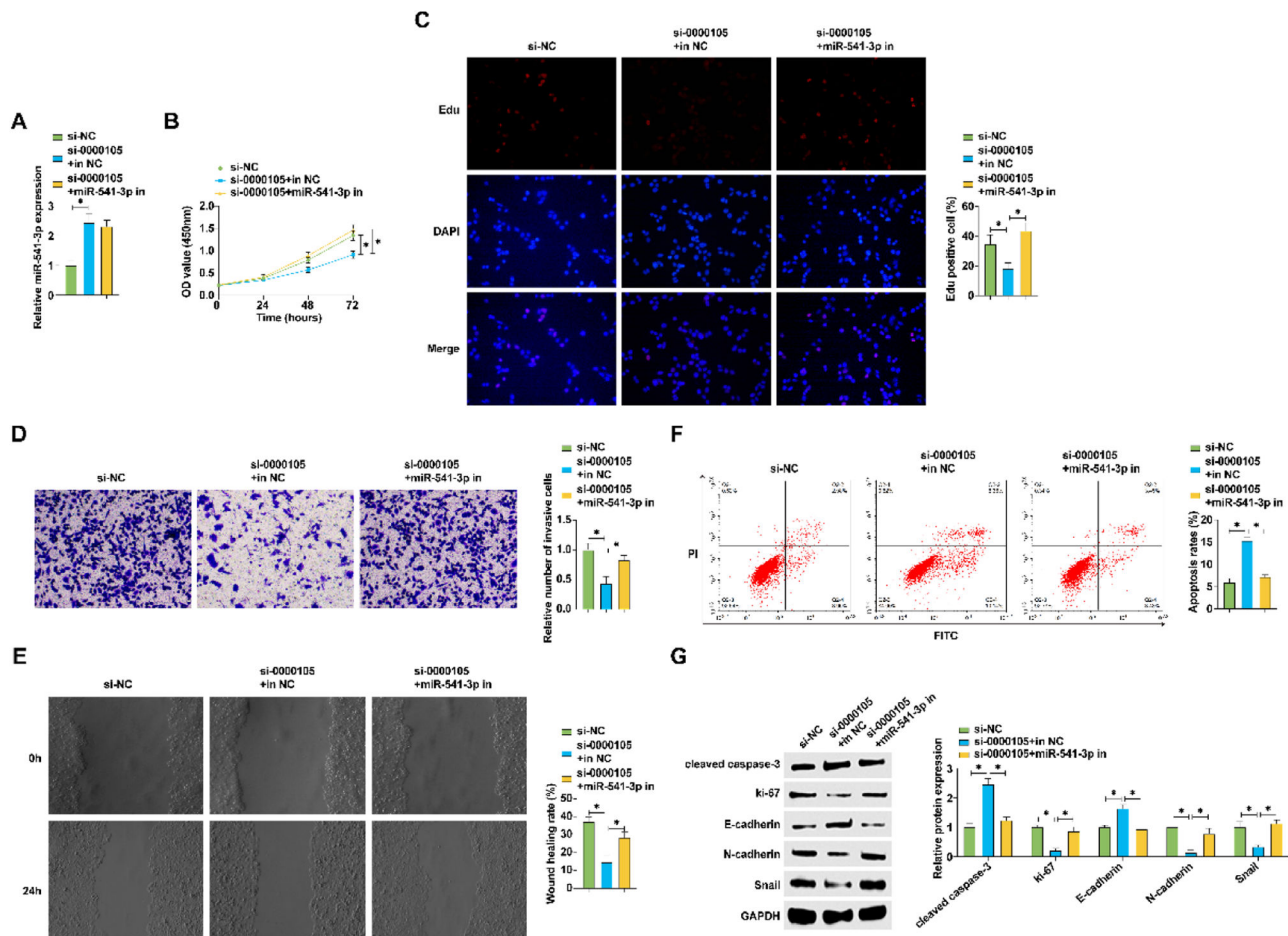 A
si-NC
si-0000105
+in NC
si-0000105
+miR-541-3p in
Relative miR-541-3p expression
3
2
1
0
*
B
si-NC
si-0000105+in NC
si-0000105+miR-541-3p in
OD value (450nm)
2.0
1.5
1.0
0.5
0.0
0
24
48
72
Time (hours)
*
*
C
si-NC
si-0000105
+in NC
si-0000105
+miR-541-3p in
Edu
DAPI
Merge
si-NC
si-0000105
+in NC
si-0000105
+miR-541-3p in
Edu positive cell (%)
60
40
20
0
*
*
D
si-NC
si-0000105
+in NC
si-0000105
+miR-541-3p in
si-NC
si-0000105
+in NC
si-0000105
+miR-541-3p in
Relative number of invasive cells
1.5
1.0
0.5
0.0
*
*
E
si-NC
si-0000105
+in NC
si-0000105
+miR-541-3p in
0h
24h
si-NC
si-0000105
+in NC
si-0000105
+miR-541-3p in
Wound healing rate (%)
40
30
20
10
0
*
*
F
si-NC
si-0000105
+in NC
si-0000105
+miR-541-3p in
PI
FITC
si-NC
si-0000105
+in NC
si-0000105
+miR-541-3p in
Apoptosis rates (%)
20
15
10
5
0
*
*
G
si-NC
si-0000105
+in NC
si-0000105
+miR-541-3p in
cleaved caspase-3
ki-67
E-cadherin
N-cadherin
Snail
GAPDH
si-NC
si-0000105+in NC
si-0000105+miR-541-3p in
Relative protein expression
3
2
1
0
* *
* *
* *
* *
* *
cleaved caspase-3
ki-67
E-cadherin
N-cadherin
Snail